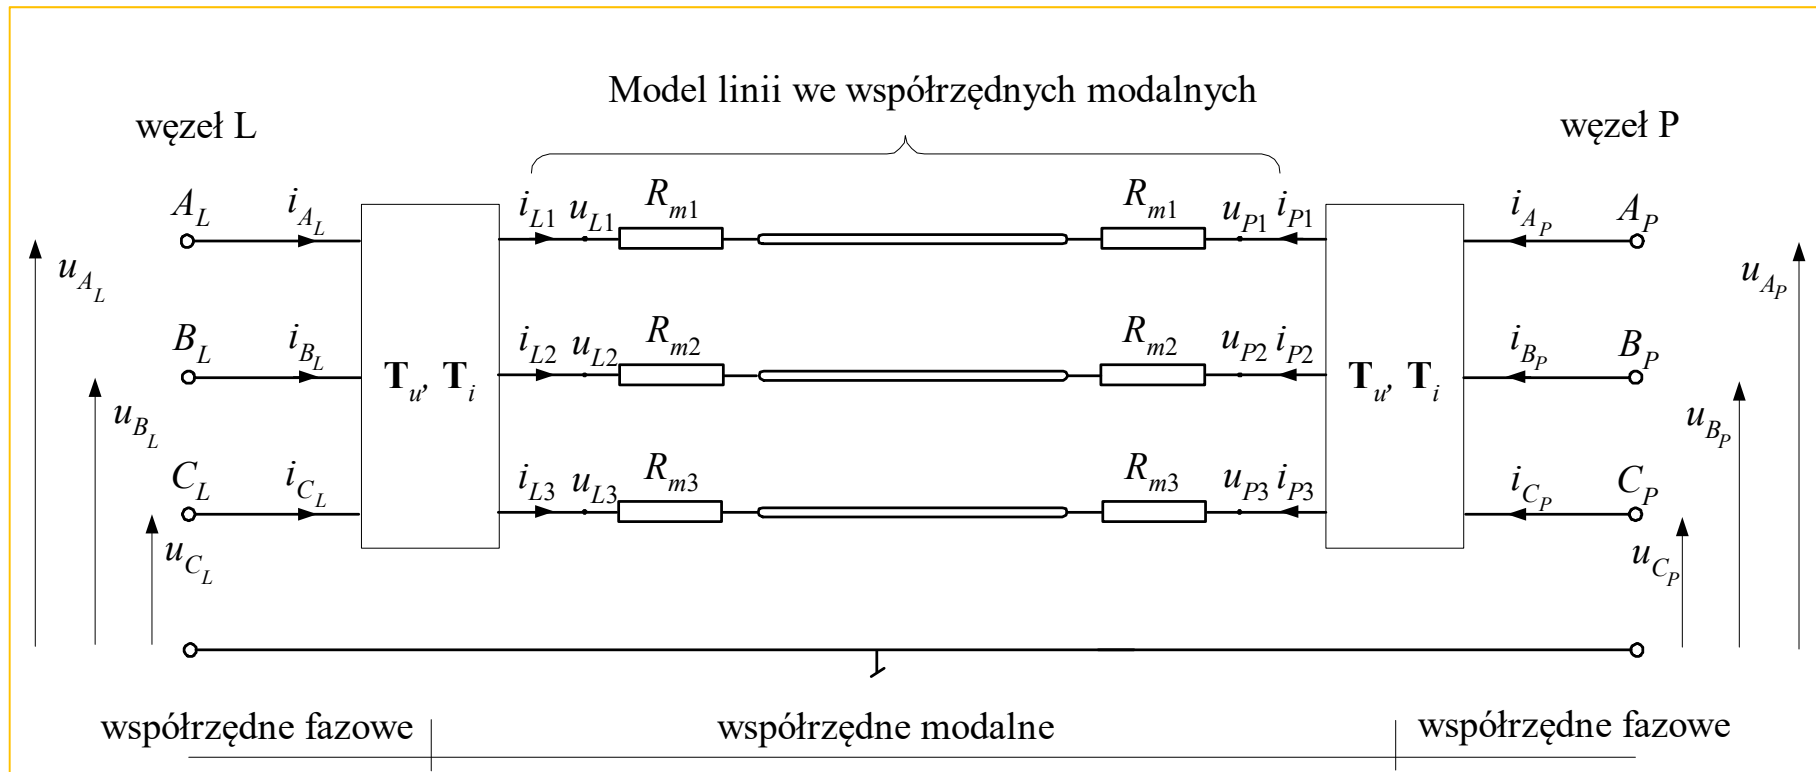 Model linii we współrzędnych modalnych
węzeł L
węzeł P
A_L i_{A_L} i_{L1} u_{L1} R_{m1} R_{m1} u_{P1} i_{P1} i_{A_P} A_P
u_{A_L} u_{A_P}
B_L i_{B_L} i_{L2} u_{L2} R_{m2} R_{m2} u_{P2} i_{P2} i_{B_P} B_P
T_u, T_i T_u, T_i
u_{B_L} u_{B_P}
C_L i_{C_L} i_{L3} u_{L3} R_{m3} R_{m3} u_{P3} i_{P3} i_{C_P} C_P
u_{C_L} u_{C_P}
współrzędne fazowe współrzędne modalne współrzędne fazowe